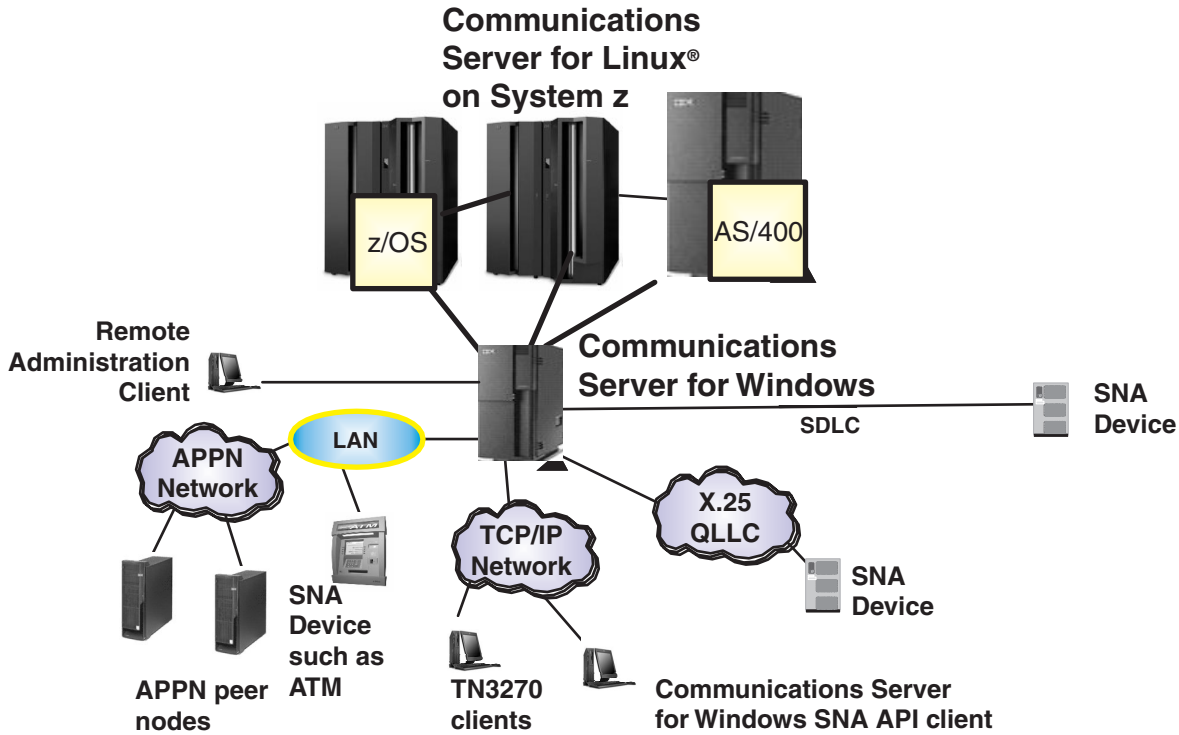 Communications
Server for Linux®
on System z
z/OS
AS/400
Remote
Administration
Client
Communications
Server for Windows
SDLC
SNA
Device
LAN
APPN
Network
ATM
TCP/IP
Network
X.25
QLLC
SNA
Device
SNA
Device
such as
ATM
APPN peer
nodes
TN3270
clients
Communications Server
for Windows SNA API client